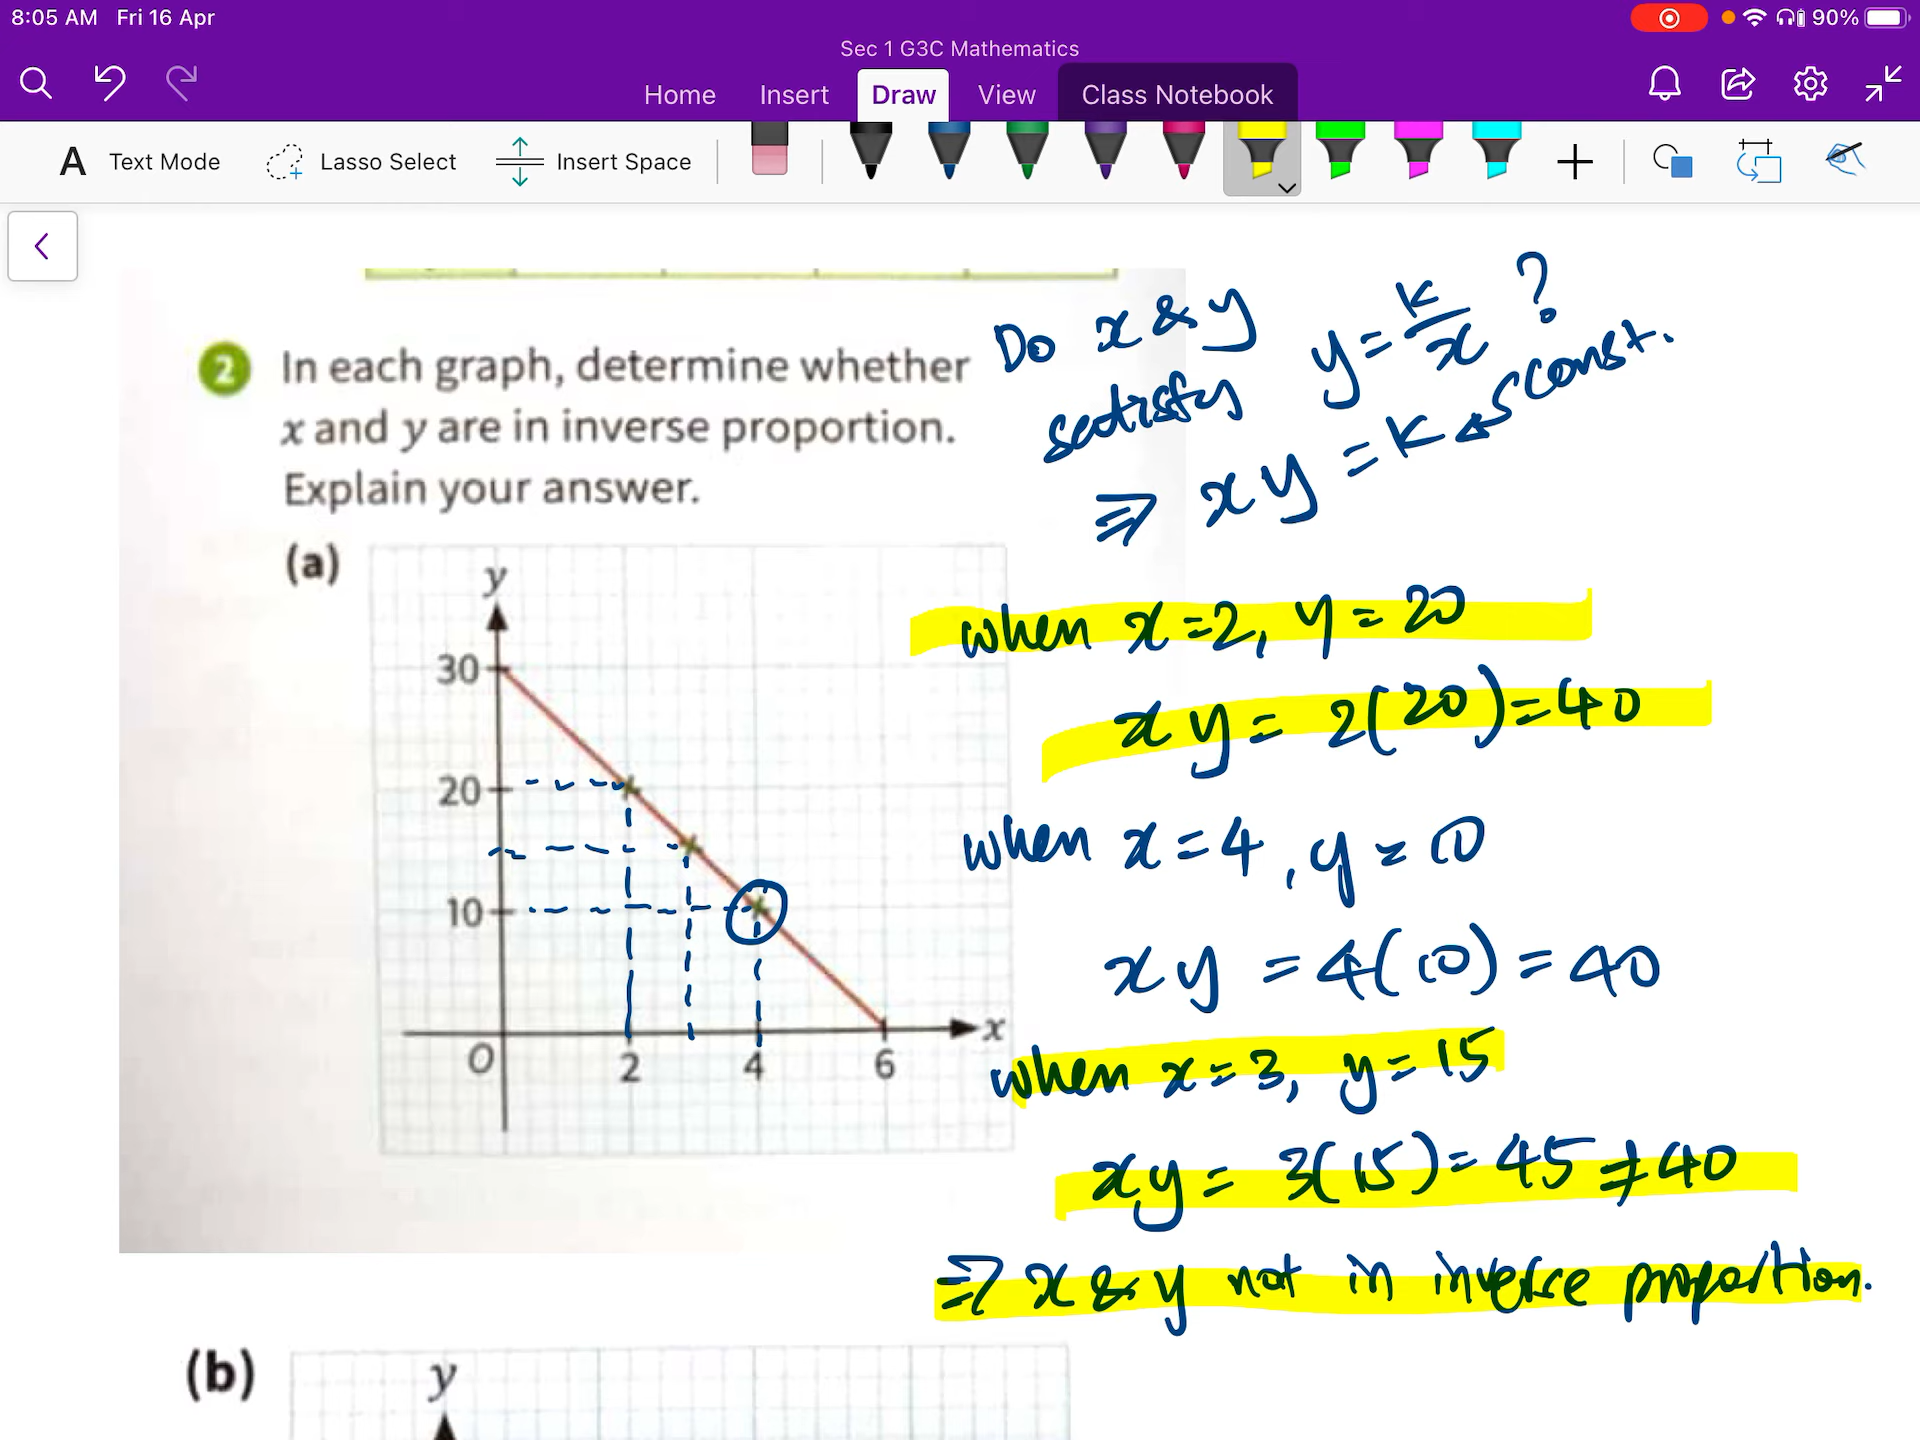 8:05 AM Fri 16 Apr
90%
Sec 1 G3C Mathematics
Home Insert Draw View Class Notebook
A Text Mode Lasso Select Insert Space
2 In each graph, determine whether
x and y are in inverse proportion.
Explain your answer.
(a)
y
30
20
10
O 2 4 6 x
Do x & y
satisfy y = k/x ?
⇒ xy = k const.
when x = 2, y = 20
xy = 2(20) = 40
when x = 4, y = 10
xy = 4(10) = 40
when x = 3, y = 15
xy = 3(15) = 45 ≠ 40
⇒ x & y not in inverse proportion.
(b)
y